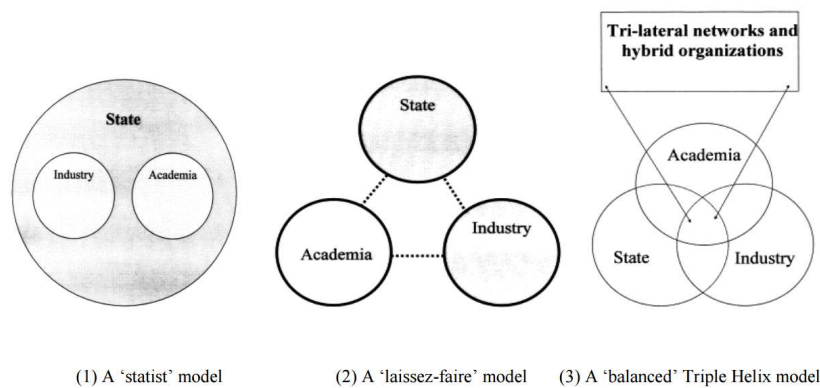 Tri-lateral networks and
hybrid organizations
State
Industry
Academia
State
Academia
Industry
Academia
State
Industry
(1) A ‘statist’ model
(2) A ‘laissez-faire’ model
(3) A ‘balanced’ Triple Helix model